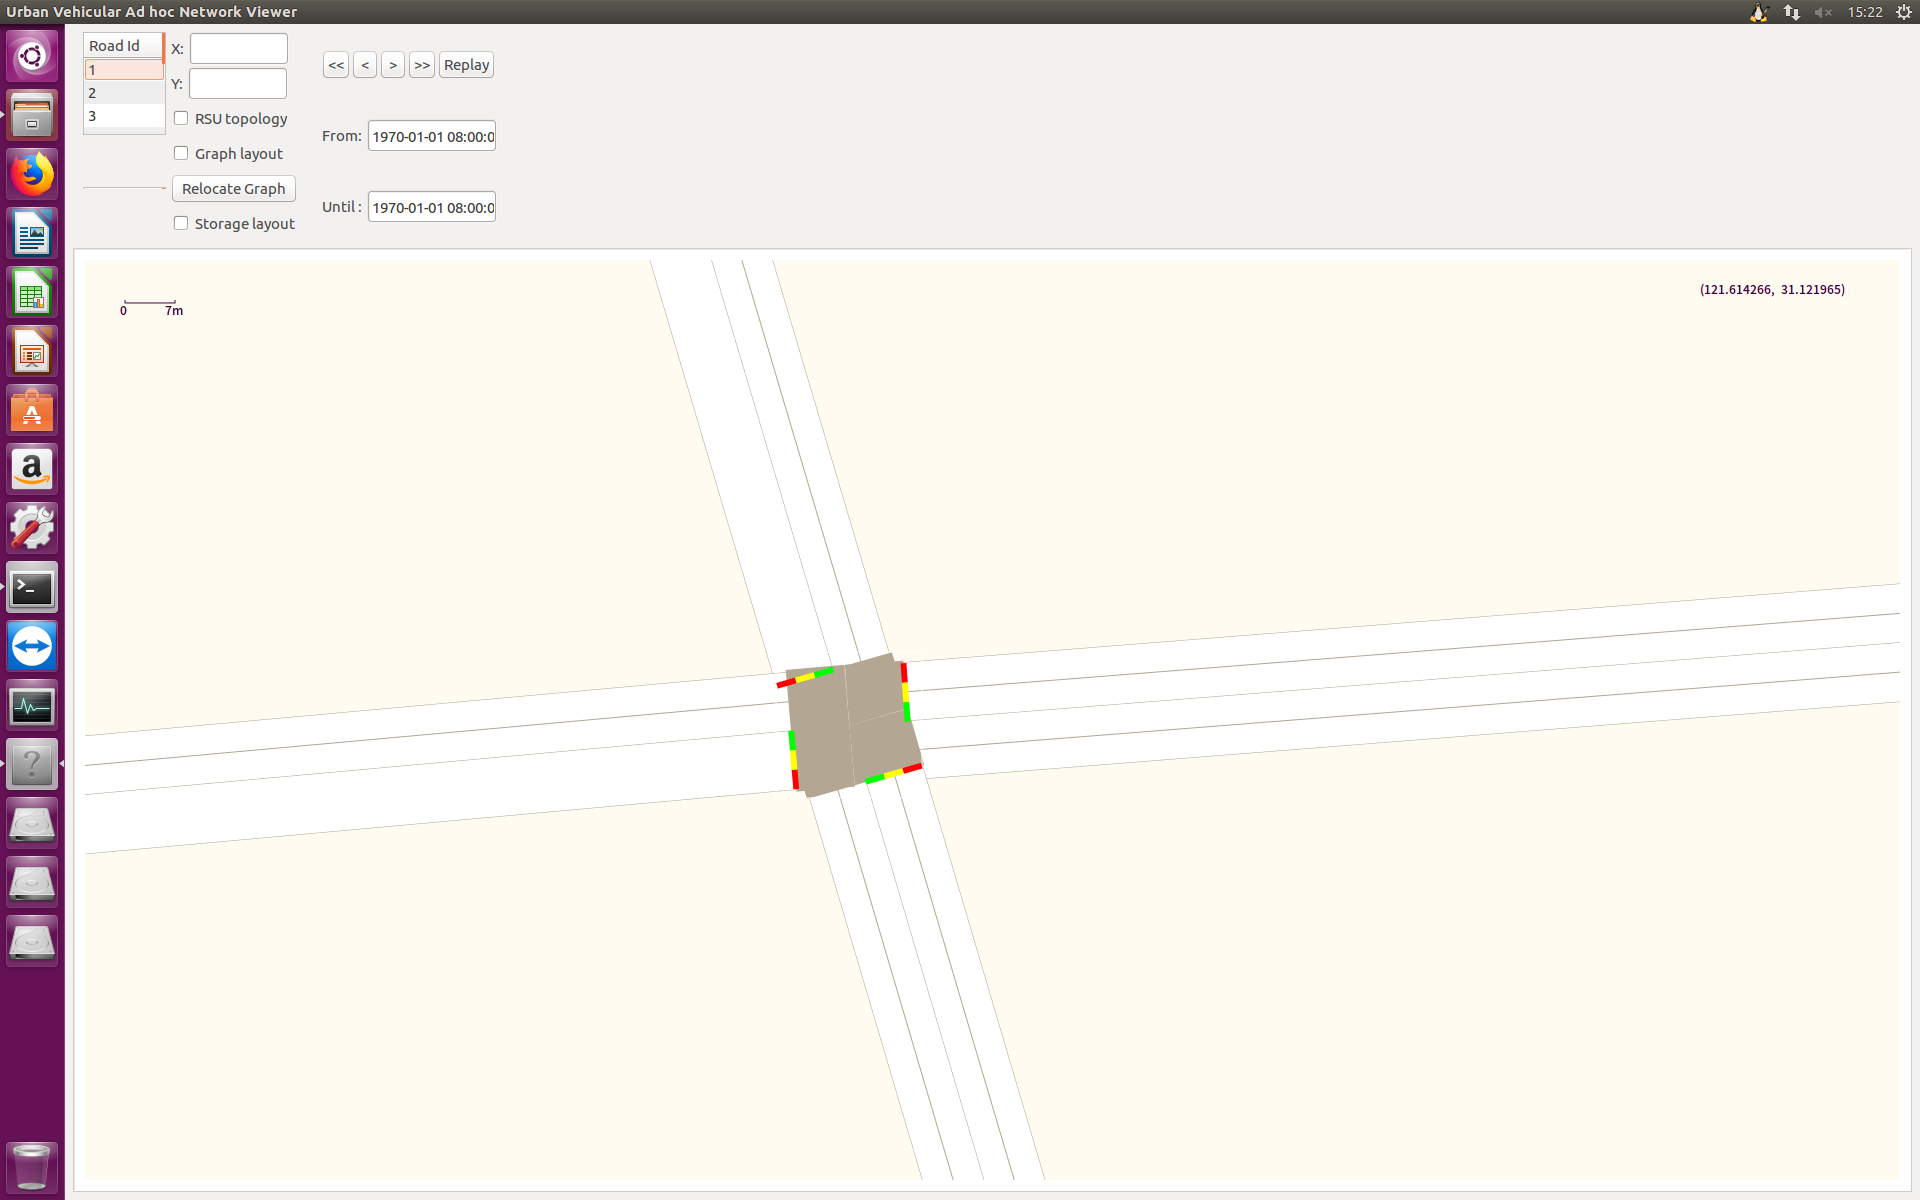 Urban Vehicular Ad hoc Network Viewer
15:22
Road Id
1
2
3
X:
Y:
RSU topology
Graph layout
Relocate Graph
Storage layout
<< < > >> Replay
From: 1970-01-01 08:00:0
Until : 1970-01-01 08:00:0
0 7m
(121.614266, 31.121965)